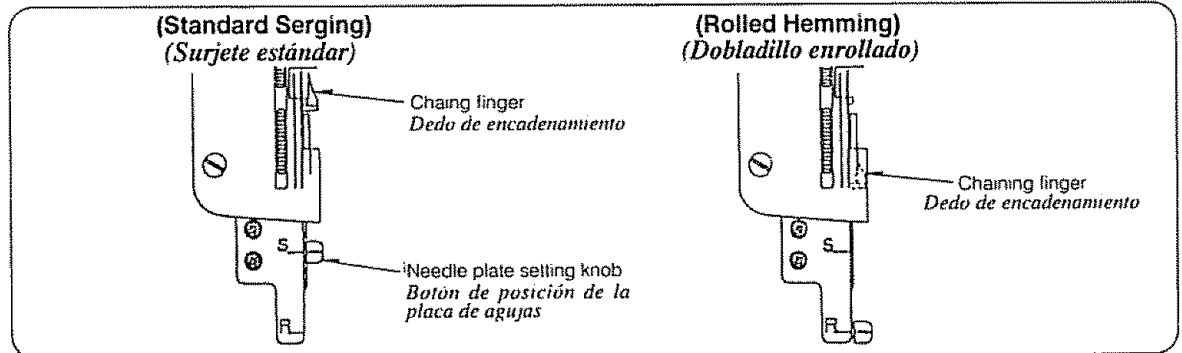 (Standard Serging)
(Surjete estándar)
Chaing finger
Dedo de encadenamiento
S
Needle plate setting knob
Botón de posición de la
placa de agujas
R
(Rolled Hemming)
(Dobladillo enrollado)
Chaining finger
Dedo de encadenamiento
S
R